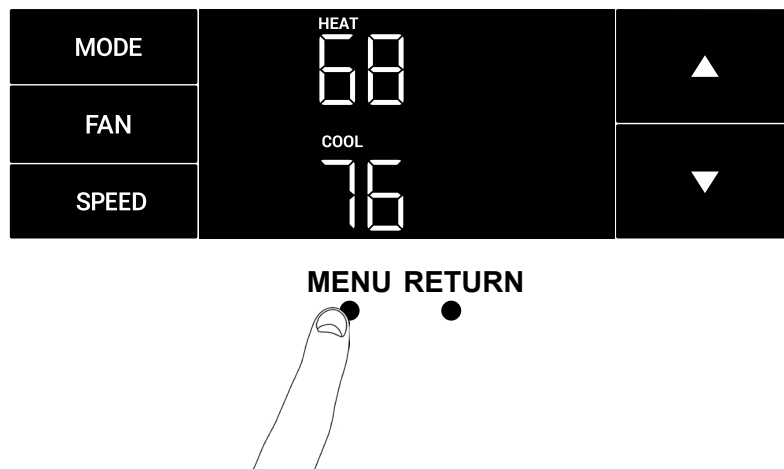 MODE
FAN
SPEED
HEAT
68
COOL
76
MENU RETURN